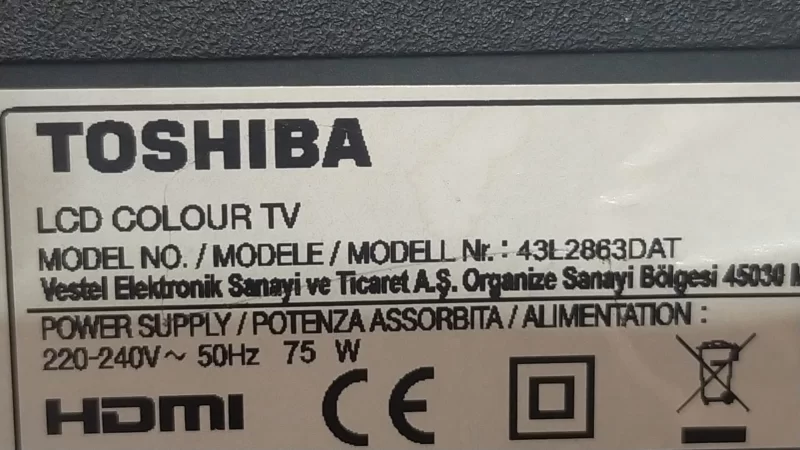 TOSHIBA
LCD COLOUR TV
MODEL NO. / MODELE / MODELL Nr. : 43L2863DAT
Vestel Elektronik Sanayi ve Ticaret A.Ş. Organize Sanayi Bölgesi 45030 M
POWER SUPPLY / POTENZA ASSORBITA / ALIMENTATION :
220-240V~ 50Hz 75 W
HDMI CE